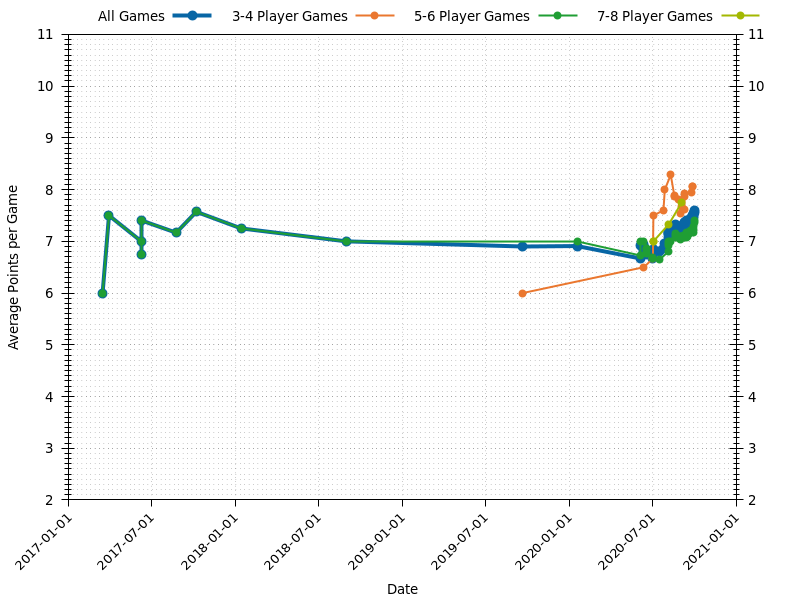 All Games 3-4 Player Games 5-6 Player Games 7-8 Player Games
11 11
10 10
9 9
8 8
7 7
6 6
5 5
4 4
3 3
2 2
Average Points per Game
2017-01-01 2017-07-01 2018-01-01 2018-07-01 2019-01-01 2019-07-01 2020-01-01 2020-07-01 2021-01-01
Date